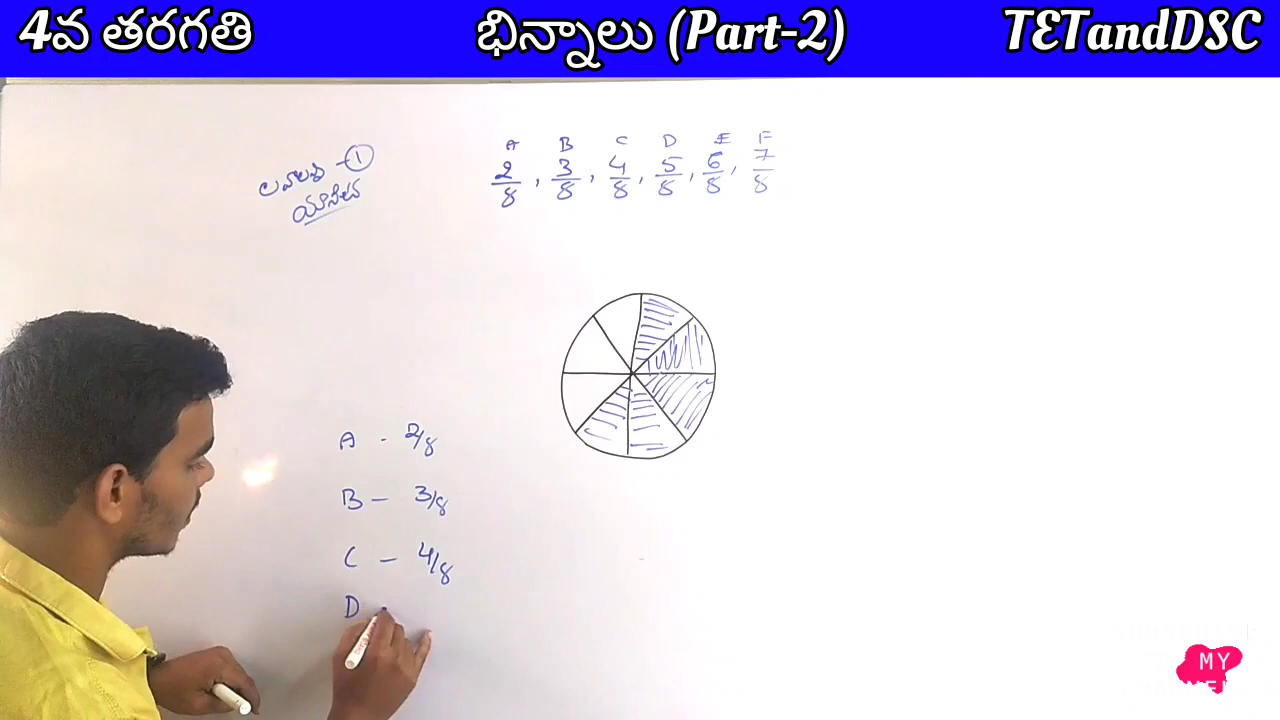 4వ తరగతి భిన్నాలు (Part-2) TETandDSC
A B C D E F
2/8, 3/8, 4/8, 5/8, 6/8, 7/8
1
A - 2/8
B - 3/8
C - 4/8
D -
MY